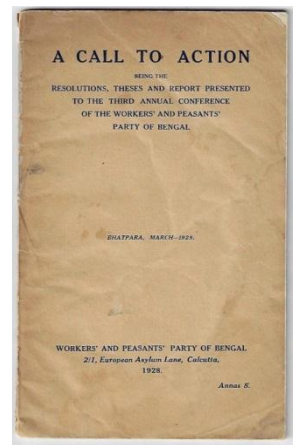 A CALL TO ACTION
BEING THE
RESOLUTIONS, THESES AND REPORT PRESENTED
TO THE THIRD ANNUAL CONFERENCE
OF THE WORKERS' AND PEASANTS'
PARTY OF BENGAL
BHATPARA, MARCH—1928.
WORKERS' AND PEASANTS' PARTY OF BENGAL
2/1, European Asylum Lane, Calcutta,
1928.
Annas 8.